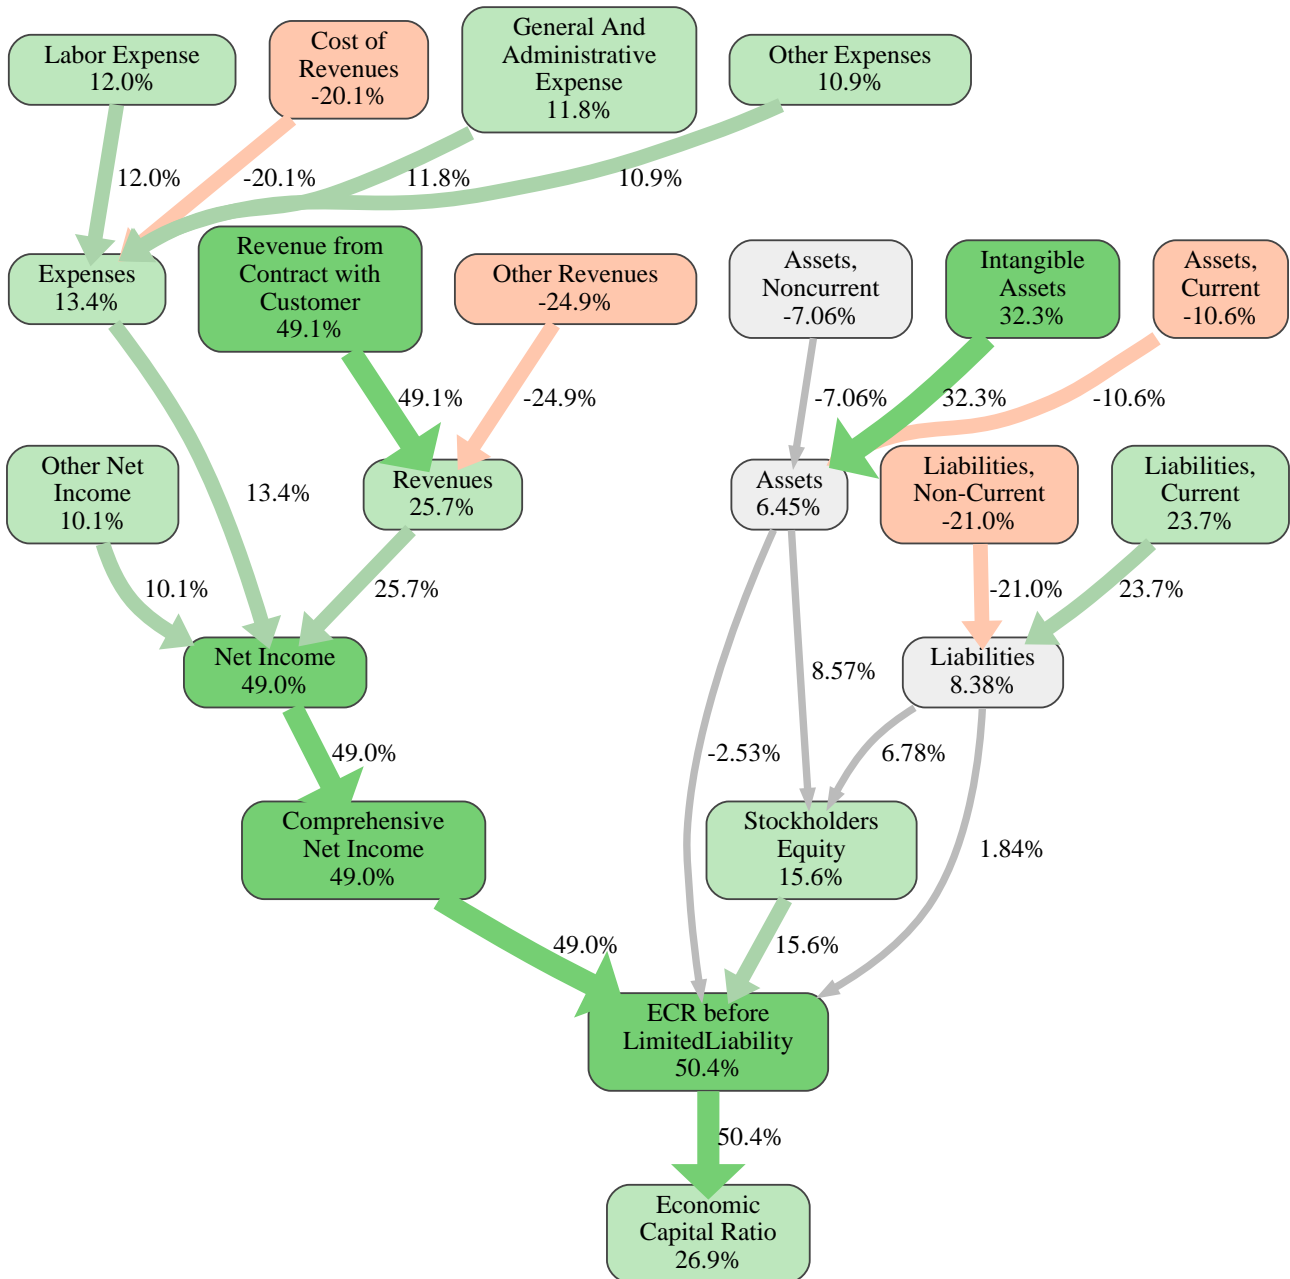 Labor Expense
12.0%
Cost of
Revenues
-20.1%
General And
Administrative
Expense
11.8%
Other Expenses
10.9%
12.0%
-20.1%
11.8%
10.9%
Expenses
13.4%
Revenue from
Contract with
Customer
49.1%
Other Revenues
-24.9%
Assets,
Noncurrent
-7.06%
Intangible
Assets
32.3%
Assets,
Current
-10.6%
49.1%
-24.9%
-7.06%
32.3%
-10.6%
Other Net
Income
10.1%
13.4%
Revenues
25.7%
Assets
6.45%
Liabilities,
Non-Current
-21.0%
Liabilities,
Current
23.7%
10.1%
25.7%
-21.0%
23.7%
Net Income
49.0%
8.57%
Liabilities
8.38%
49.0%
-2.53%
6.78%
Comprehensive
Net Income
49.0%
Stockholders
Equity
15.6%
1.84%
49.0%
15.6%
ECR before
LimitedLiability
50.4%
50.4%
Economic
Capital Ratio
26.9%